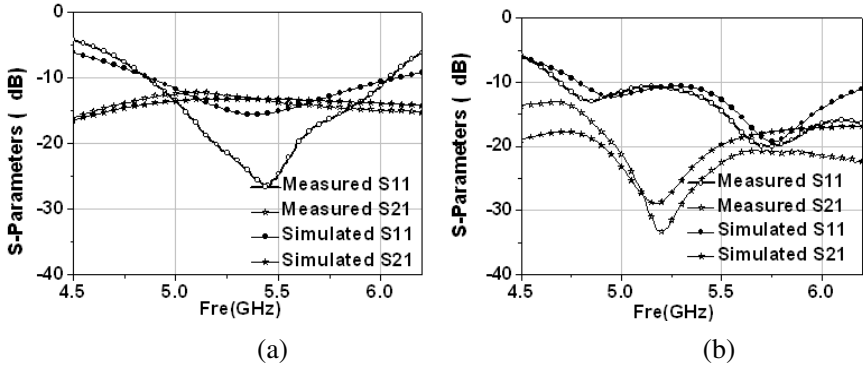 0
-10
-20
-30
-40
S-Parameters ( dB)
Measured S11
Measured S21
Simulated S11
Simulated S21
4.5 5.0 5.5 6.0
Fre(GHz)
(a)
0
-10
-20
-30
-40
S-Parameters ( dB)
Measured S11
Measured S21
Simulated S11
Simulated S21
4.5 5.0 5.5 6.0
Fre(GHz)
(b)